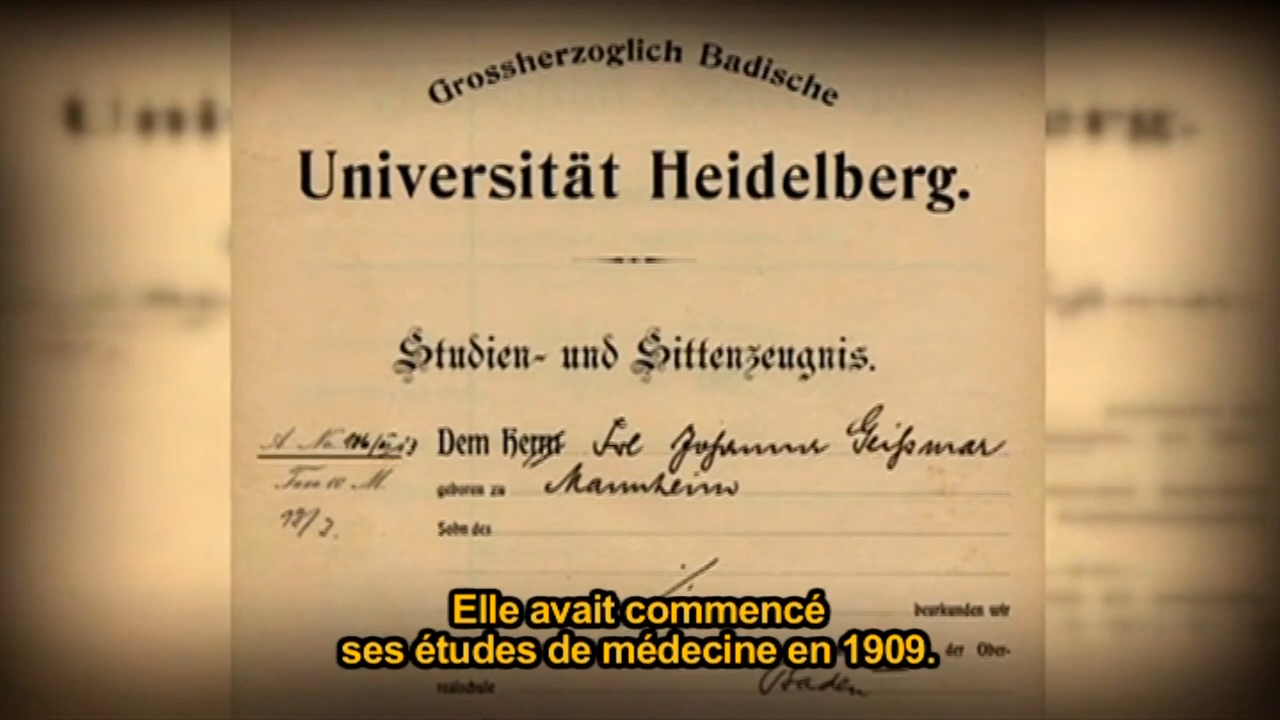 Grossherzoglich Badische
Universität Heidelberg.
Studien- und Sittenzeugnis.
Dem Herrn Frl Johanna Geißmar
geboren zu Mannheim
Sohn des
beurkunden wir
der Ober-
realschule Baden
Elle avait commencé
ses études de médecine en 1909.